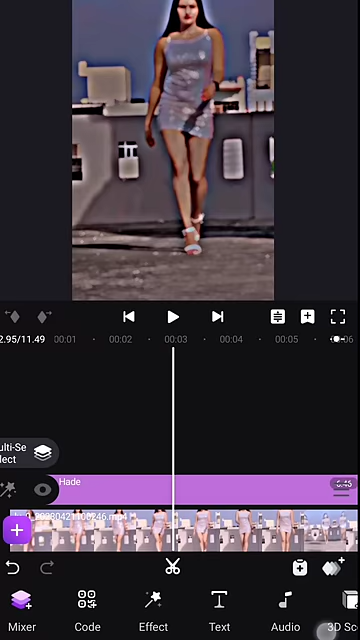 2.95/11.49 00:01 00:02 00:03 00:04 00:05
ulti-Se
lect
Hade
Mixer Code Effect Text Audio 3D Sc